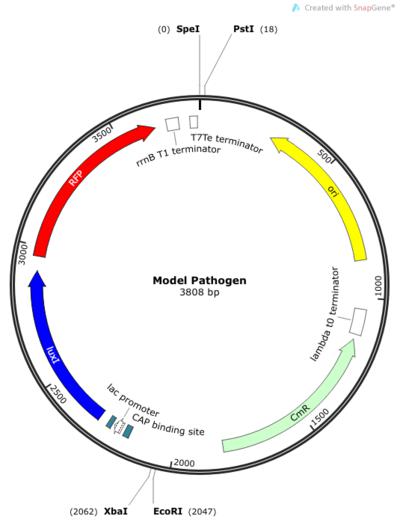 Created with SnapGene®
(0) SpeI PstI (18)
T7Te terminator
rrnB T1 terminator
500
ori
1000
lambda t0 terminator
CmR
1500
2000
CAP binding site
lac promoter
2500
luxI
3000
RFP
3500
Model Pathogen
3808 bp
(2062) XbaI EcoRI (2047)